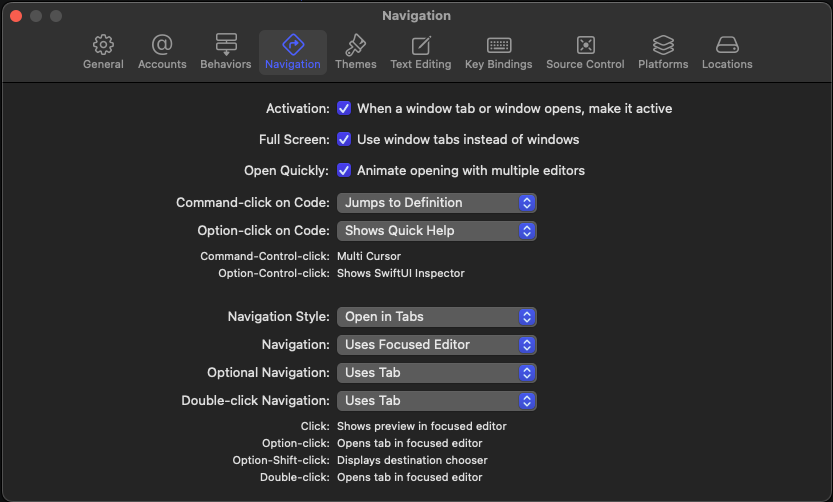 Navigation
General Accounts Behaviors Navigation Themes Text Editing Key Bindings Source Control Platforms Locations
Activation: When a window tab or window opens, make it active
Full Screen: Use window tabs instead of windows
Open Quickly: Animate opening with multiple editors
Command-click on Code: Jumps to Definition
Option-click on Code: Shows Quick Help
Command-Control-click: Multi Cursor
Option-Control-click: Shows SwiftUI Inspector
Navigation Style: Open in Tabs
Navigation: Uses Focused Editor
Optional Navigation: Uses Tab
Double-click Navigation: Uses Tab
Click: Shows preview in focused editor
Option-click: Opens tab in focused editor
Option-Shift-click: Displays destination chooser
Double-click: Opens tab in focused editor